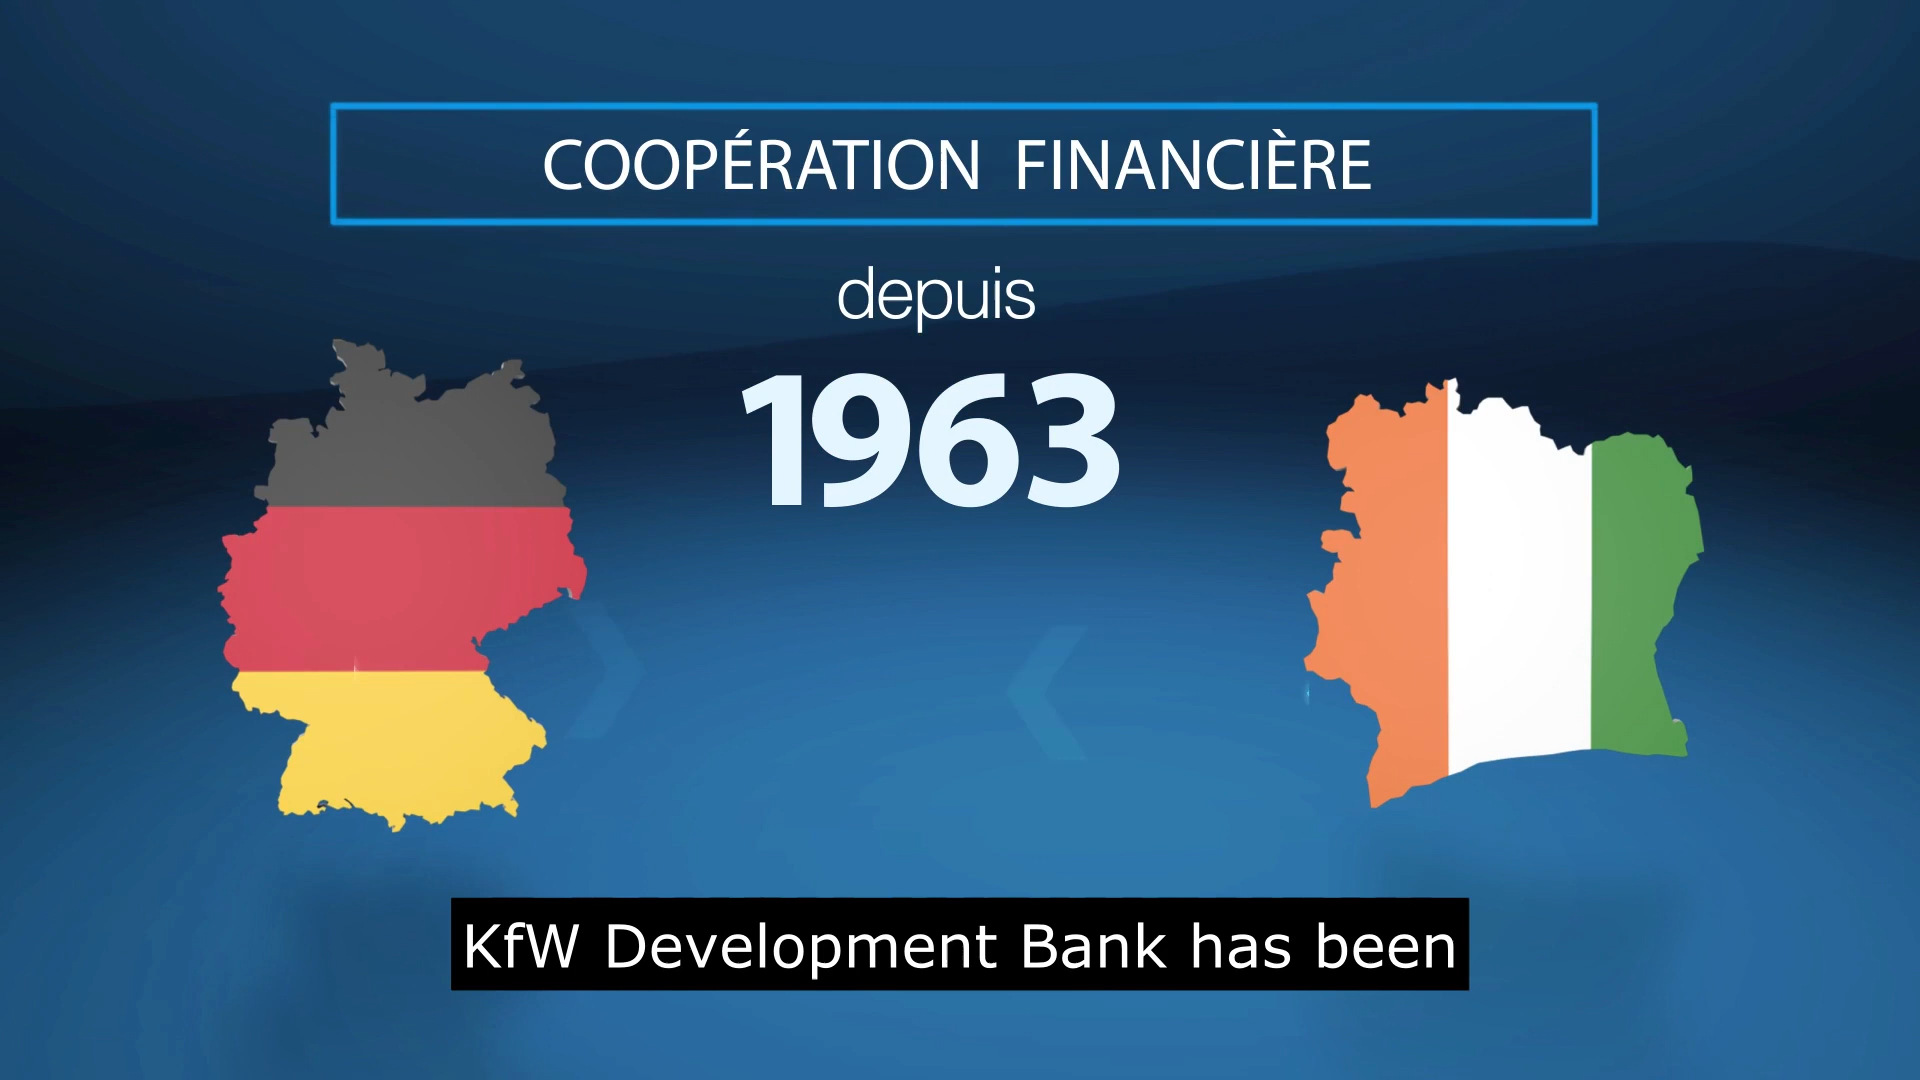 COOPÉRATION FINANCIÈRE
depuis
1963
KfW Development Bank has been